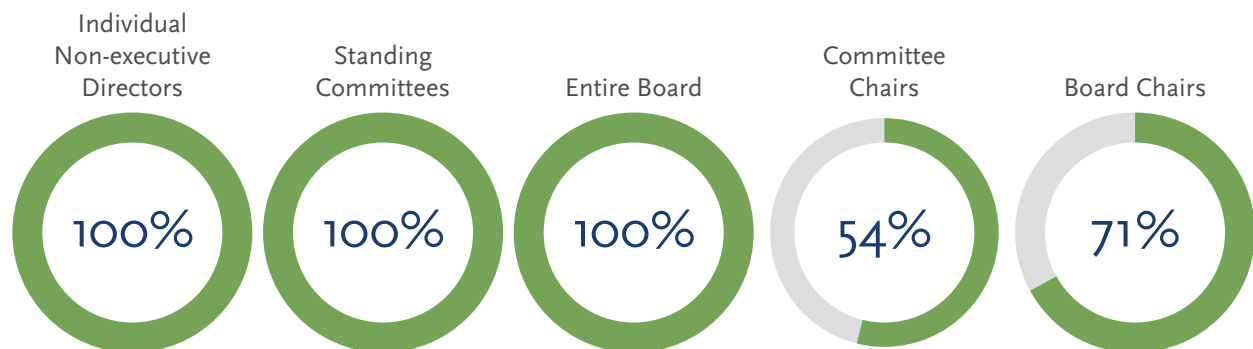 Individual
Non-executive
Directors
Standing
Committees
Entire Board
Committee
Chairs
Board Chairs
100%
100%
100%
54%
71%